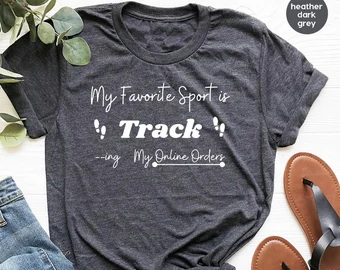 heather
dark
grey
My Favorite Sport is
Track
--ing My Online Orders